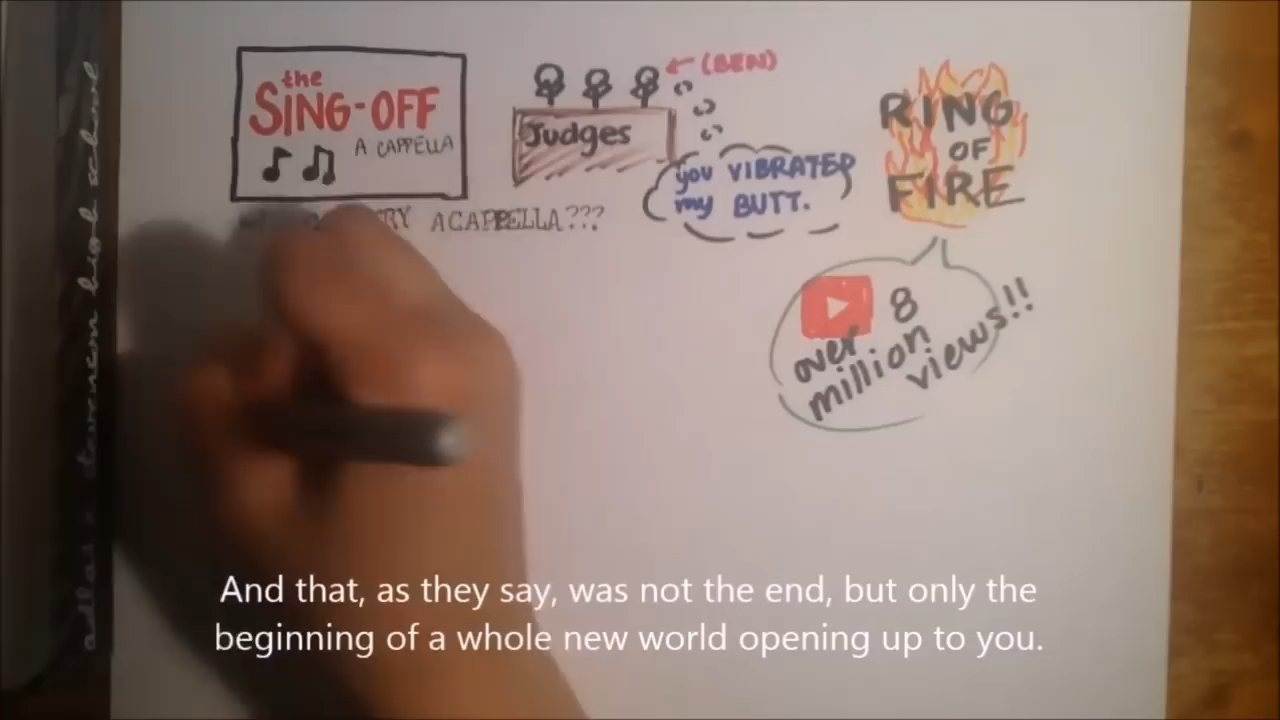 the
SING-OFF
A CAPPELLA
Judges
(BEN)
you VIBRATED
my BUTT.
RING
OF
FIRE
ACAPPELLA???
8
over
million
views!!
And that, as they say, was not the end, but only the
beginning of a whole new world opening up to you.